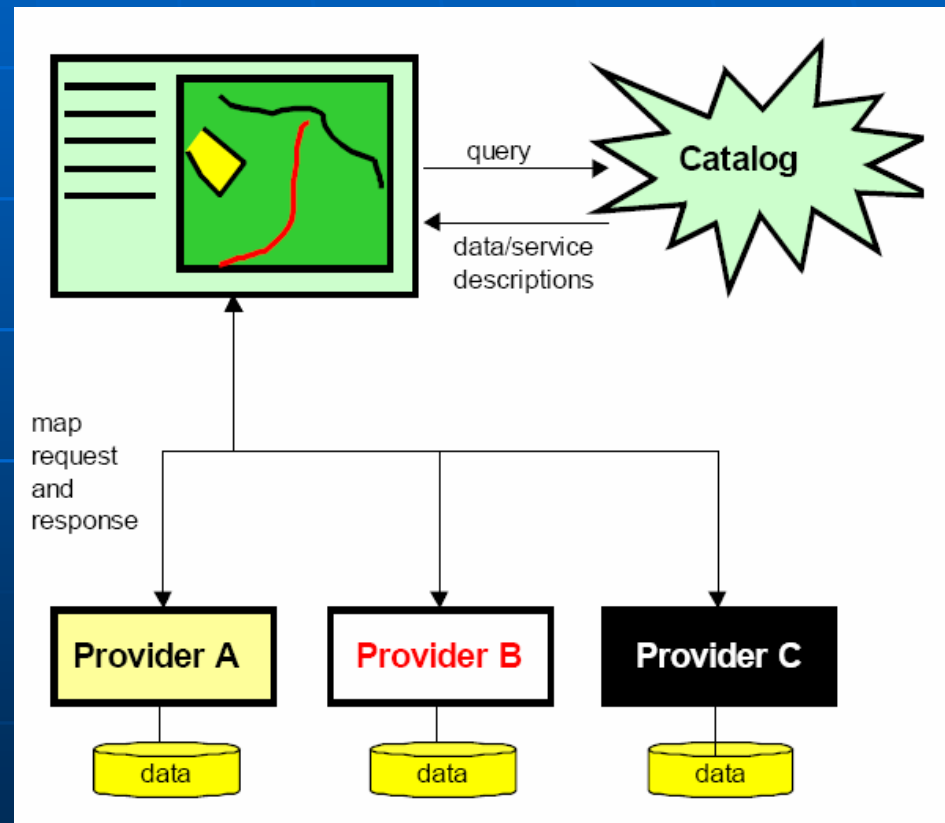 query
Catalog
data/service
descriptions
map
request
and
response
Provider A
Provider B
Provider C
data
data
data